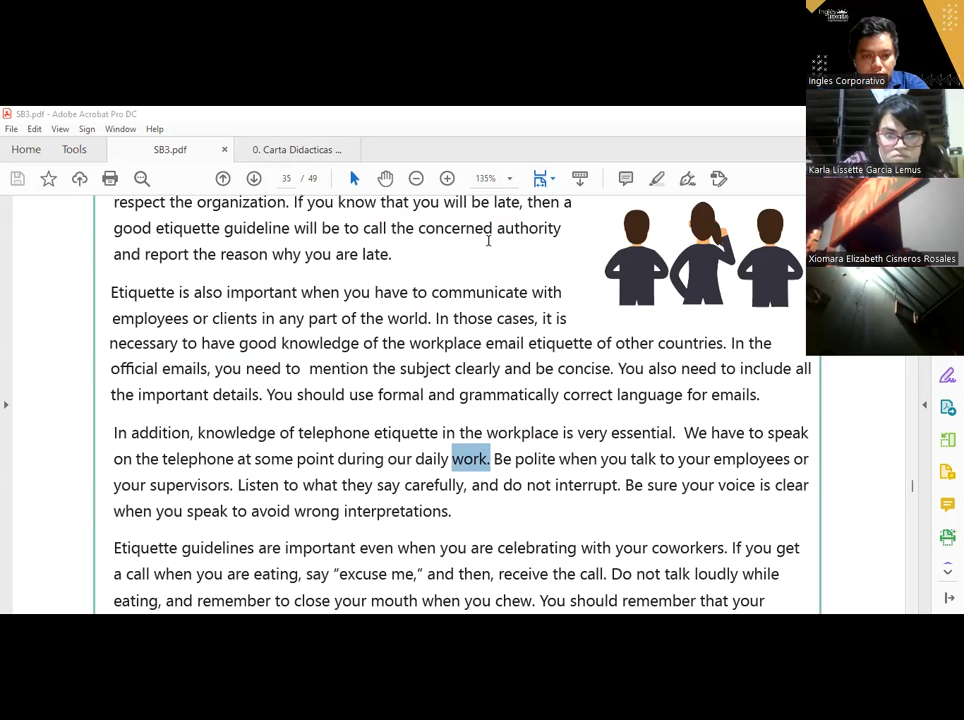 Inglés
Corporativo
Ingles Corporativo
SB3.pdf - Adobe Acrobat Pro DC
File Edit View Sign Window Help
Home Tools SB3.pdf × 0. Carta Didacticas ...
35 / 49 135%
Karla Lissette Garcia Lemus
Xiomara Elizabeth Cisneros Rosales
respect the organization. If you know that you will be late, then a
good etiquette guideline will be to call the concerned authority
and report the reason why you are late.
Etiquette is also important when you have to communicate with
employees or clients in any part of the world. In those cases, it is
necessary to have good knowledge of the workplace email etiquette of other countries. In the
official emails, you need to mention the subject clearly and be concise. You also need to include all
the important details. You should use formal and grammatically correct language for emails.
In addition, knowledge of telephone etiquette in the workplace is very essential. We have to speak
on the telephone at some point during our daily work. Be polite when you talk to your employees or
your supervisors. Listen to what they say carefully, and do not interrupt. Be sure your voice is clear
when you speak to avoid wrong interpretations.
Etiquette guidelines are important even when you are celebrating with your coworkers. If you get
a call when you are eating, say “excuse me,” and then, receive the call. Do not talk loudly while
eating, and remember to close your mouth when you chew. You should remember that your